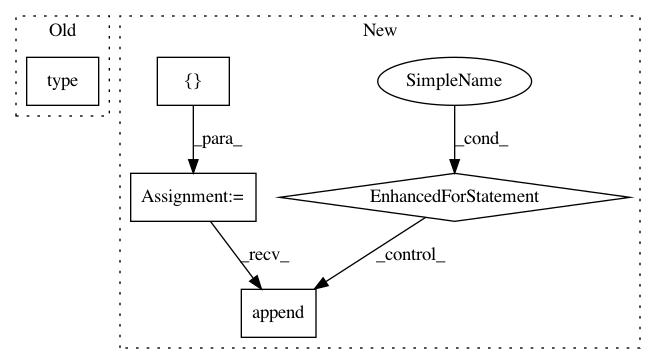 Old
New
type
{}
SimpleName
_para_
_cond_
Assignment:=
EnhancedForStatement
_recv_
_control_
append